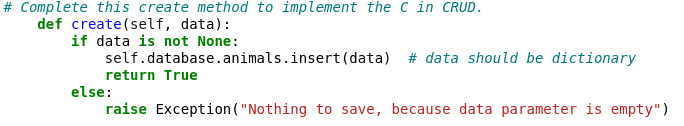 # Complete this create method to implement the C in CRUD.
    def create(self, data):
        if data is not None:
            self.database.animals.insert(data)  # data should be dictionary
            return True
        else:
            raise Exception("Nothing to save, because data parameter is empty")